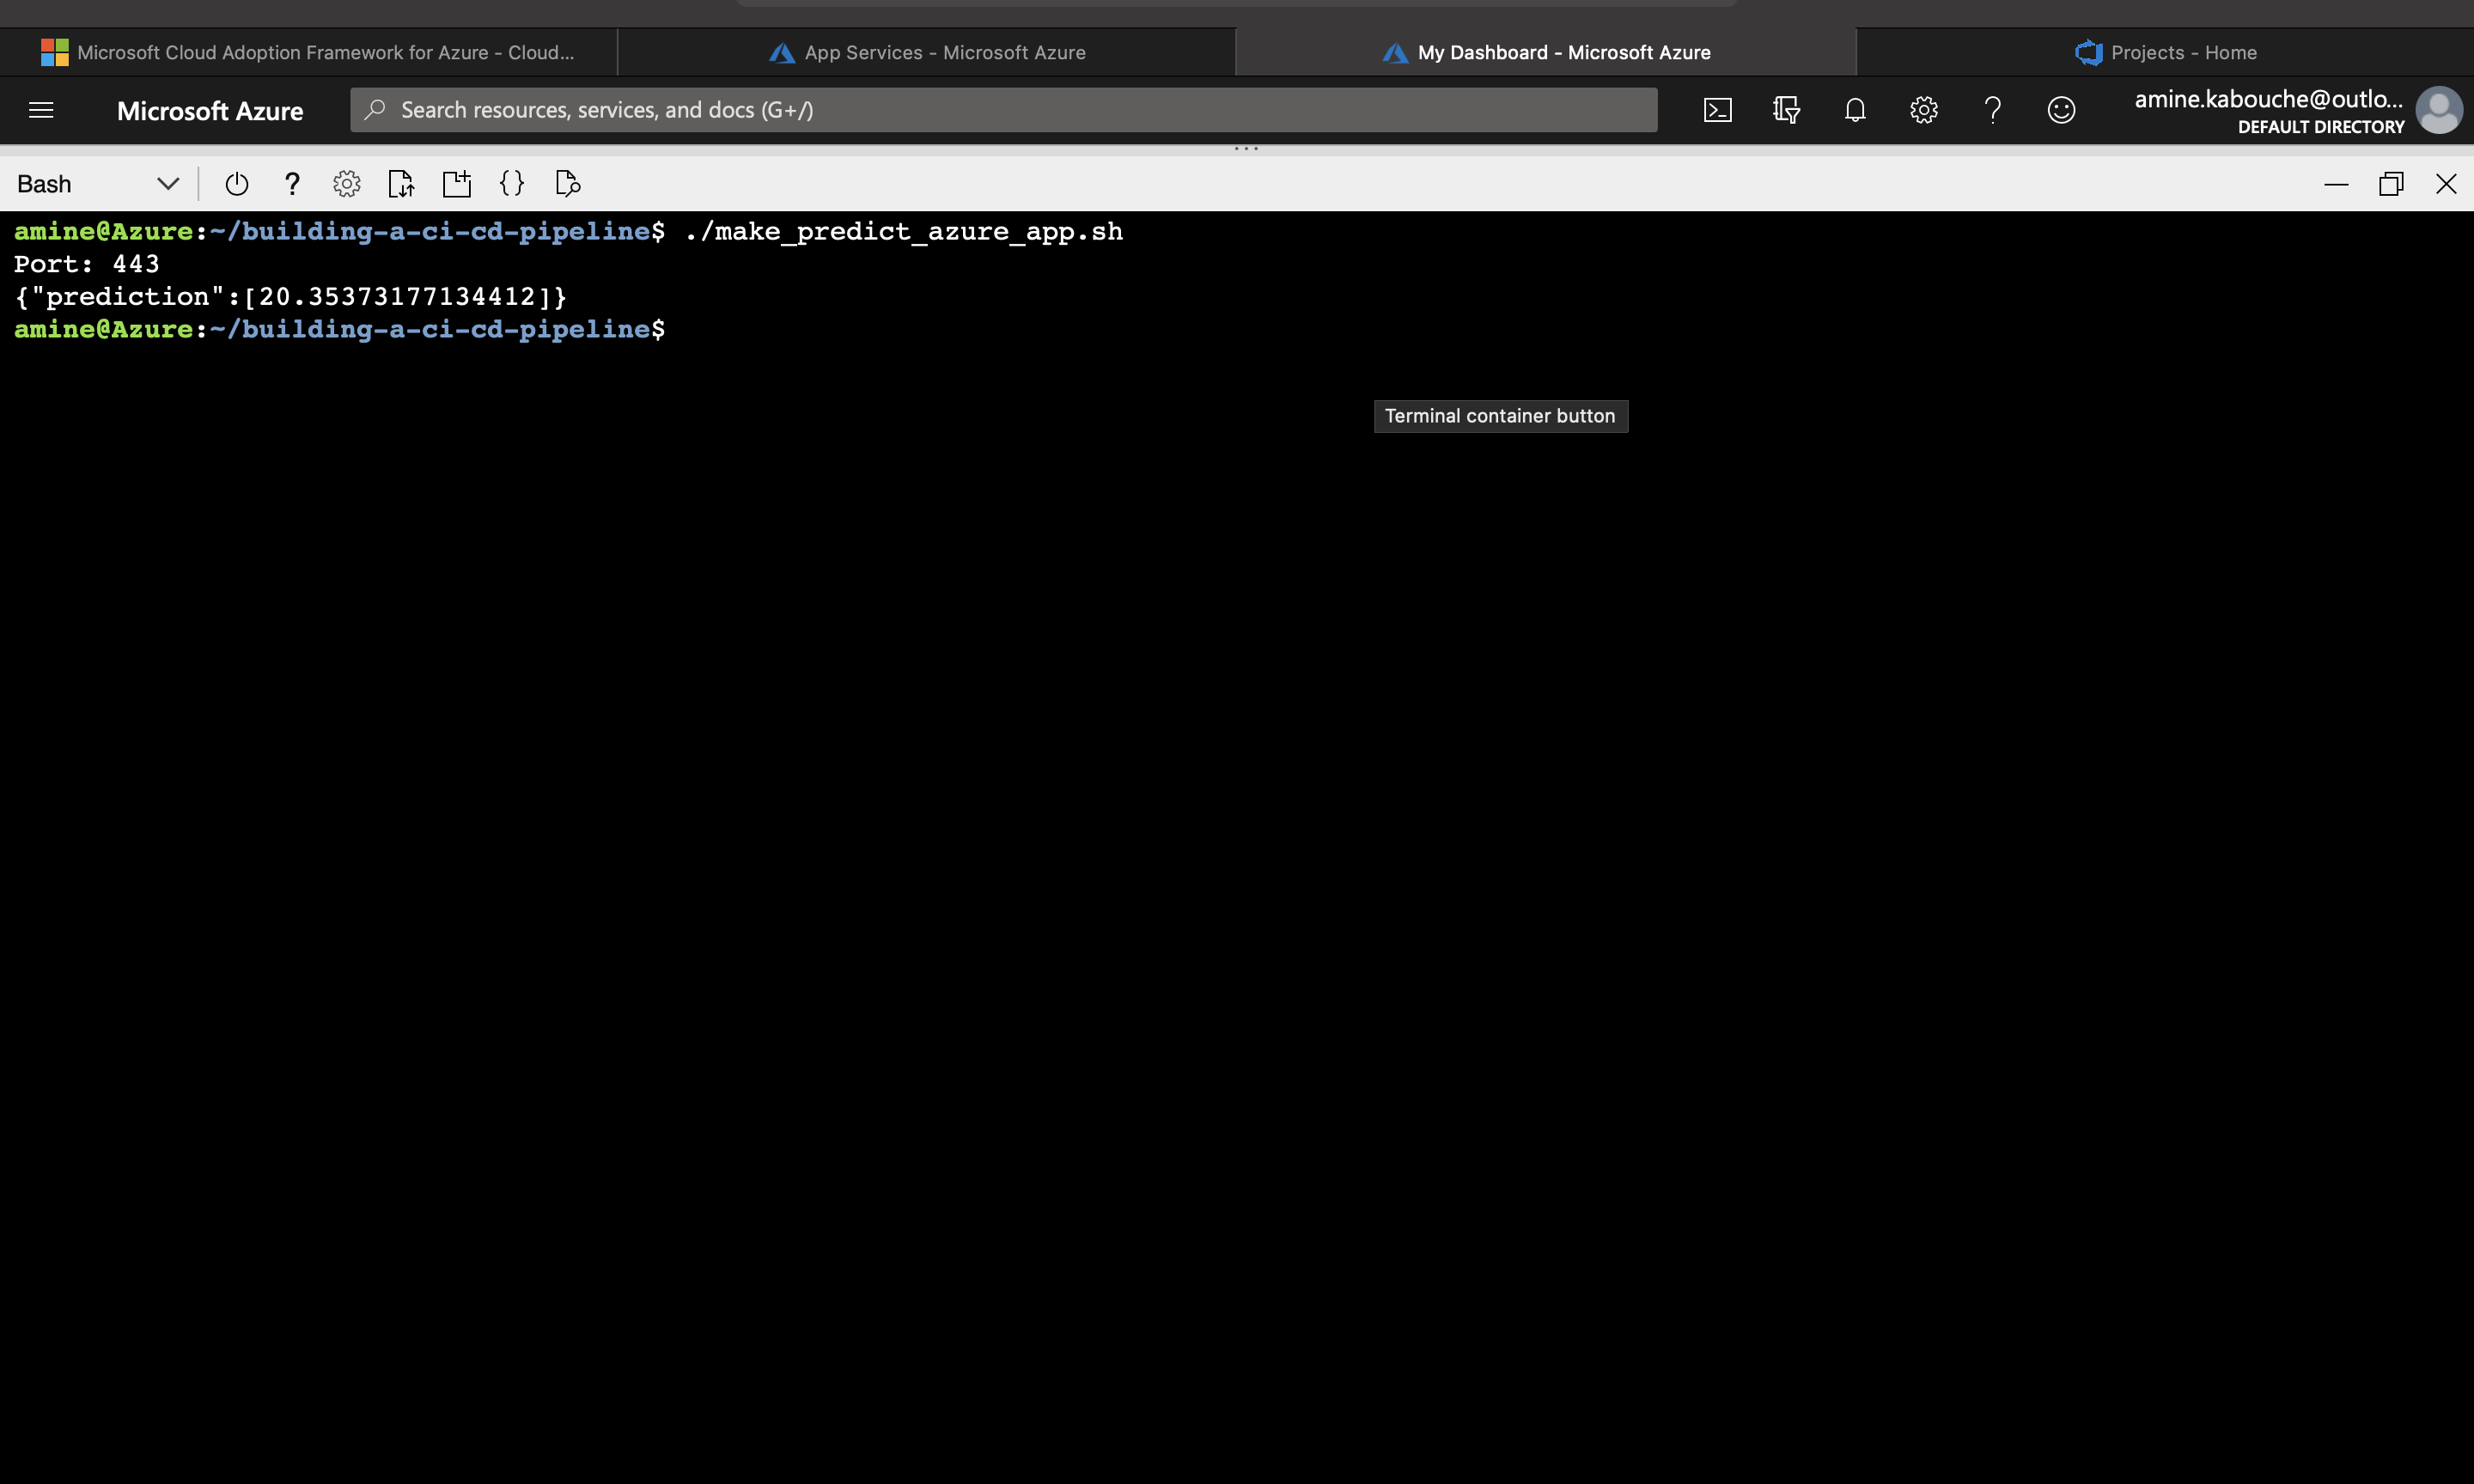 Microsoft Cloud Adoption Framework for Azure - Cloud...
App Services - Microsoft Azure
My Dashboard - Microsoft Azure
Projects - Home
Microsoft Azure
Search resources, services, and docs (G+/)
amine.kabouche@outlo...
DEFAULT DIRECTORY
Bash
amine@Azure:~/building-a-ci-cd-pipeline$ ./make_predict_azure_app.sh
Port: 443
{"prediction":[20.35373177134412]}
amine@Azure:~/building-a-ci-cd-pipeline$
Terminal container button